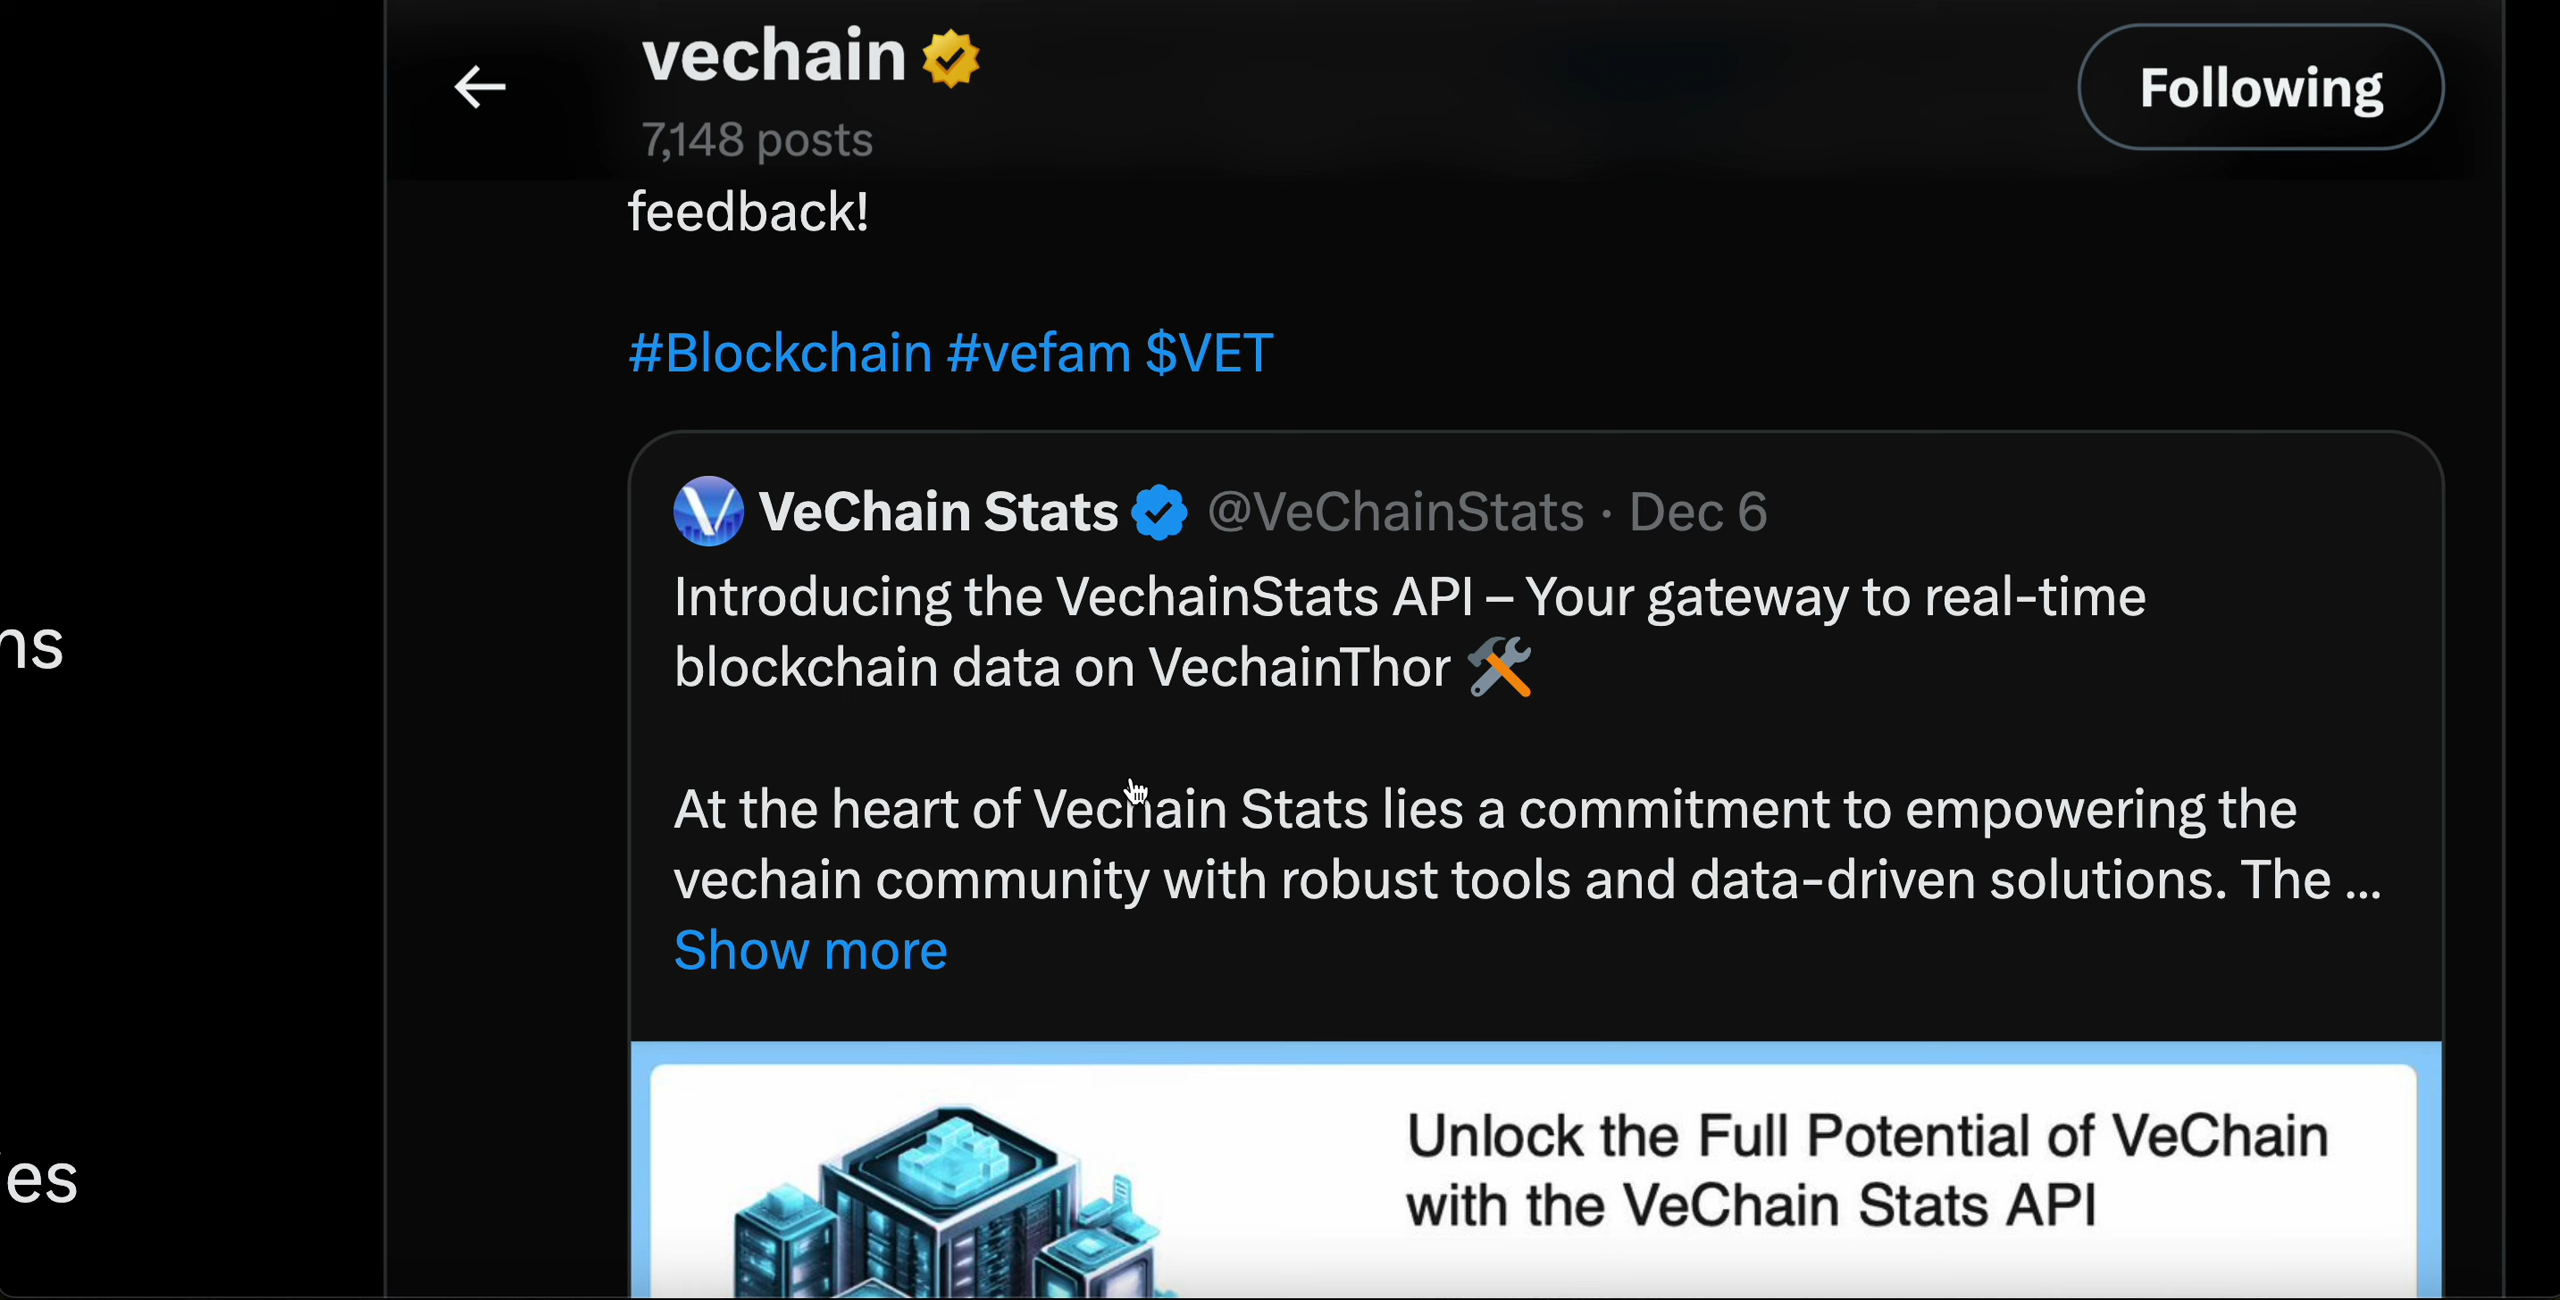 vechain
7,148 posts
Following
feedback!
#Blockchain #vefam $VET
VeChain Stats @VeChainStats · Dec 6
Introducing the VechainStats API – Your gateway to real-time
blockchain data on VechainThor 🛠️
At the heart of Vechain Stats lies a commitment to empowering the
vechain community with robust tools and data-driven solutions. The ...
Show more
Unlock the Full Potential of VeChain
with the VeChain Stats API
ns
es